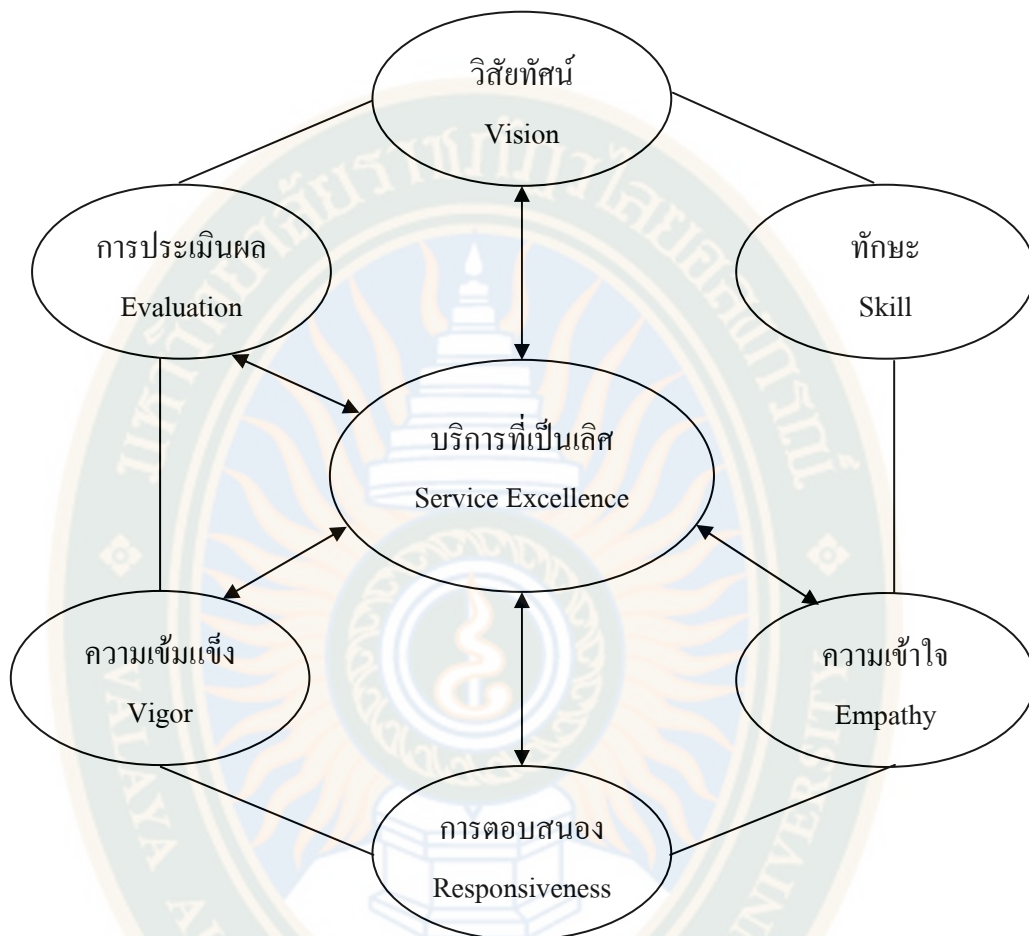 วิสัยทัศน์
Vision
การประเมินผล
Evaluation
ทักษะ
Skill
บริการที่เป็นเลิศ
Service Excellence
ความเข้มแข็ง
Vigor
ความเข้าใจ
Empathy
การตอบสนอง
Responsiveness
UNIVERSITY